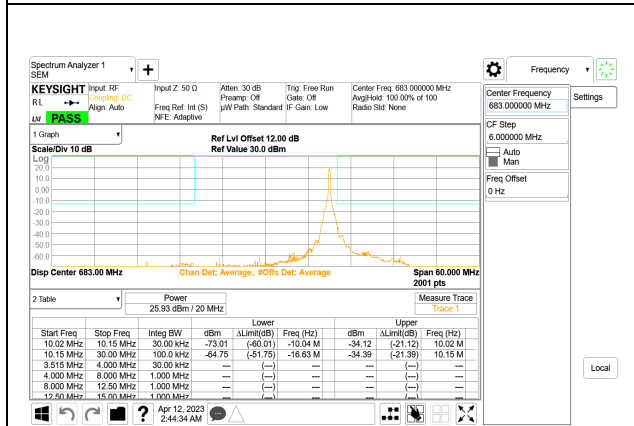 Spectrum Analyzer 1
SEM
+
Frequency
KEYSIGHT Input: RF Input Z: 50 Ω Atten: 30 dB Trig: Free Run Center Freq: 683.000000 MHz
R L Coupling: DC Preamp: Off Gate: Off Avg|Hold: 100.00% of 100
Align: Auto Freq Ref: Int (S) µW Path: Standard IF Gain: Low Radio Std: None
LXI PASS NFE: Adaptive
Center Frequency
683.000000 MHz
Settings
CF Step
6.000000 MHz
Auto
Man
Freq Offset
0 Hz
Local
1 Graph
Ref Lvl Offset 12.00 dB
Scale/Div 10 dB Ref Value 30.0 dBm
Log
20.0
10.0
0.00
-10.0
-20.0
-30.0
-40.0
-50.0
-60.0
Disp Center 683.00 MHz Chan Det: Average, #Offs Det: Average Span 60.000 MHz
2001 pts
2 Table Power Measure Trace
25.93 dBm / 20 MHz Trace 1
Lower Upper
Start Freq Stop Freq Integ BW dBm ΔLimit(dB) Freq (Hz) dBm ΔLimit(dB) Freq (Hz)
10.02 MHz 10.15 MHz 30.00 kHz -73.01 (-60.01) -10.04 M -34.12 (-21.12) 10.02 M
10.15 MHz 30.00 MHz 100.0 kHz -64.75 (-51.75) -16.63 M -34.39 (-21.39) 10.15 M
3.515 MHz 4.000 MHz 30.00 kHz --- (---) --- --- (---) ---
4.000 MHz 8.000 MHz 1.000 MHz --- (---) --- --- (---) ---
8.000 MHz 12.50 MHz 1.000 MHz --- (---) --- --- (---) ---
12.50 MHz 15.00 MHz 1.000 MHz --- (---) --- --- (---) ---
? Apr 12, 2023
2:44:34 AM